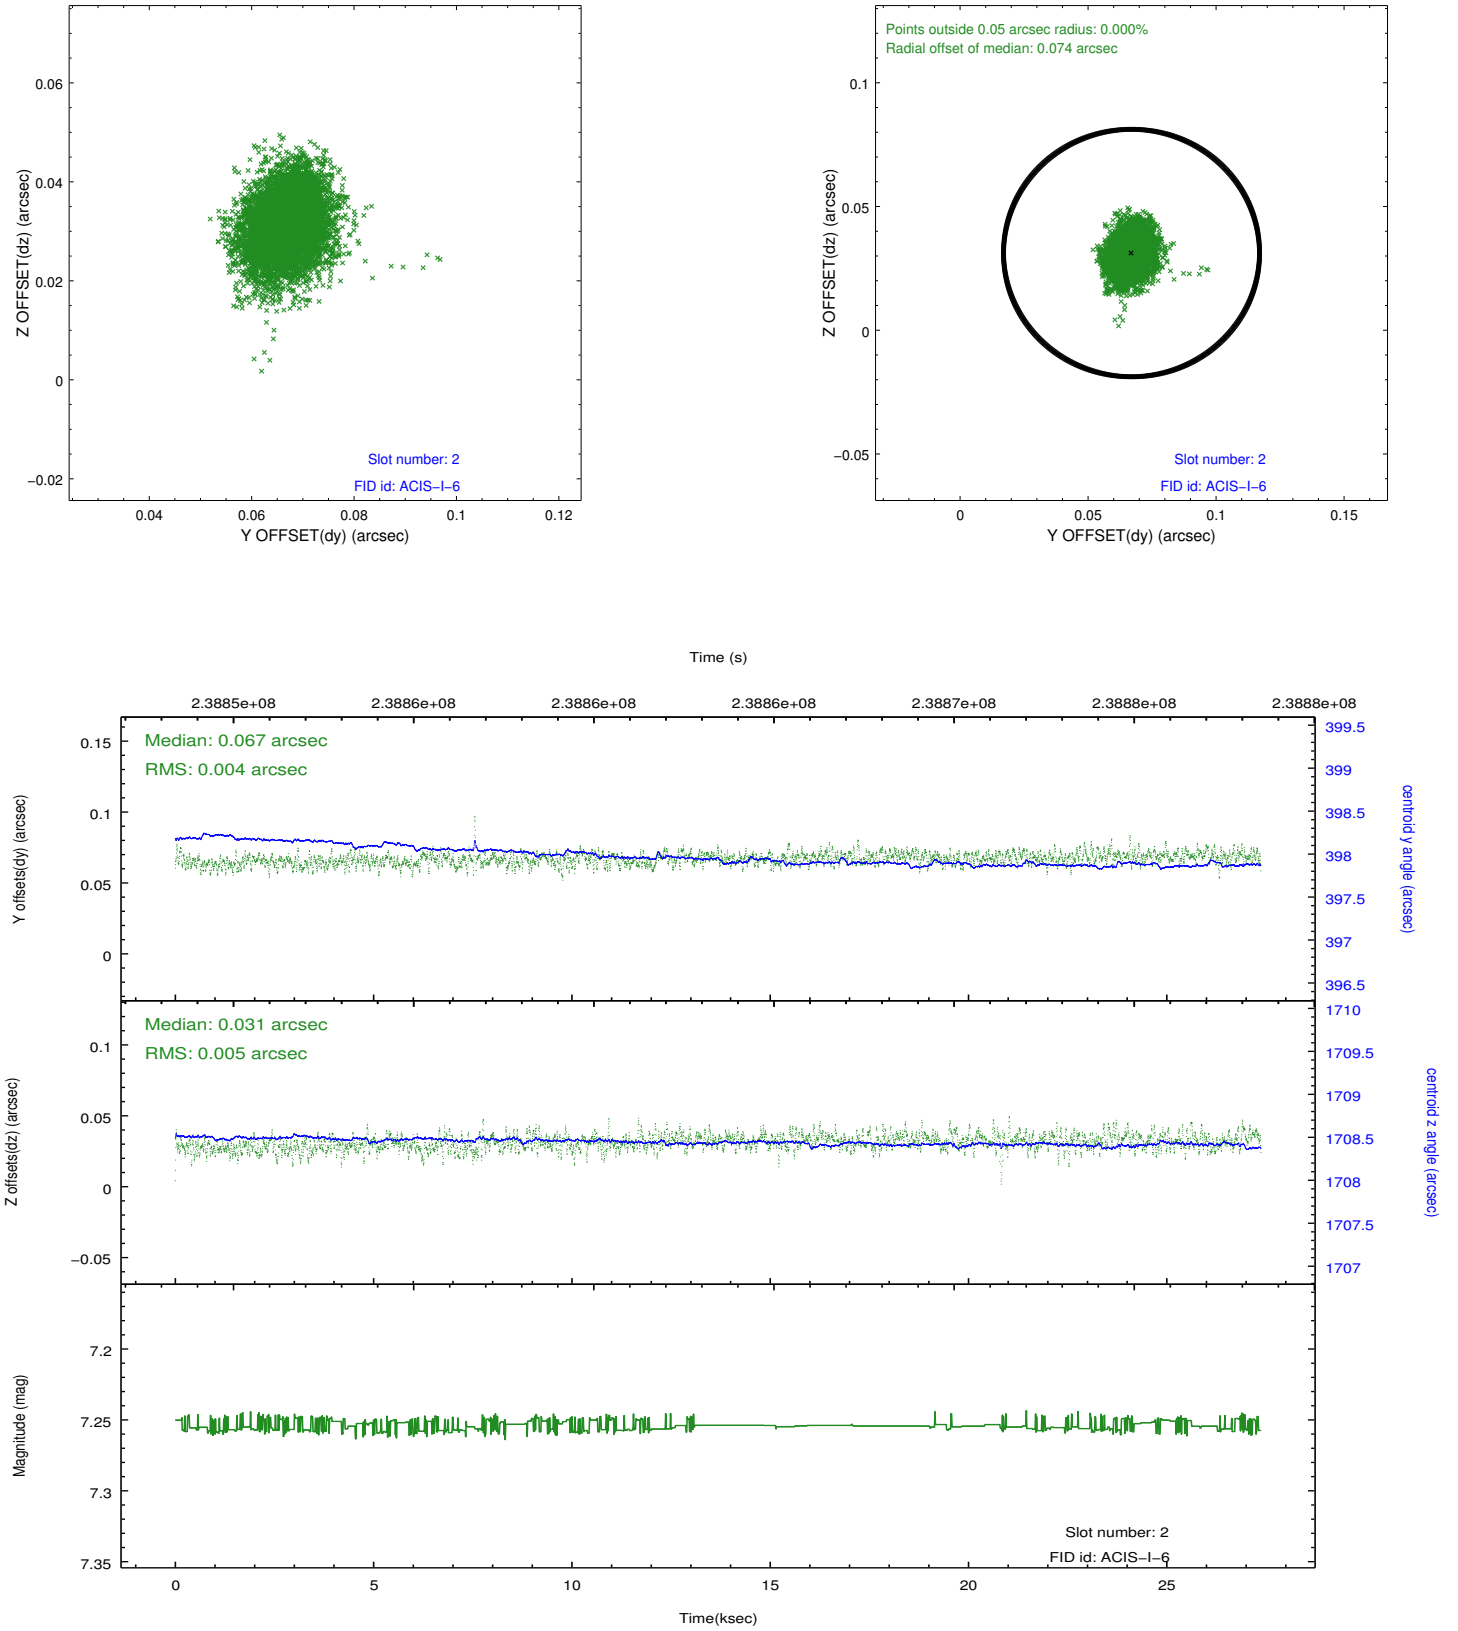 Points outside 0.05 arcsec radius: 0.000%
Radial offset of median: 0.074 arcsec
0.06
0.04
0.02
0
−0.02
Z OFFSET(dz) (arcsec)
Slot number: 2
FID id: ACIS−I−6
0.04
0.06
0.08
0.1
0.12
Y OFFSET(dy) (arcsec)
0.1
0.05
0
−0.05
Z OFFSET(dz) (arcsec)
Slot number: 2
FID id: ACIS−I−6
0
0.05
0.1
0.15
Y OFFSET(dy) (arcsec)
Time (s)
2.3885e+08
2.3886e+08
2.3886e+08
2.3886e+08
2.3887e+08
2.3888e+08
2.3888e+08
Median: 0.067 arcsec
RMS: 0.004 arcsec
0.15
0.1
0.05
0
Y offsets(dy) (arcsec)
399.5
399
398.5
398
397.5
397
396.5
centroid y angle (arcsec)
Median: 0.031 arcsec
RMS: 0.005 arcsec
0.1
0.05
0
−0.05
Z offsets(dz) (arcsec)
1710
1709.5
1709
1708.5
1708
1707.5
1707
centroid z angle (arcsec)
7.2
7.25
7.3
7.35
Magnitude (mag)
Slot number: 2
FID id: ACIS−I−6
0
5
10
15
20
25
Time(ksec)